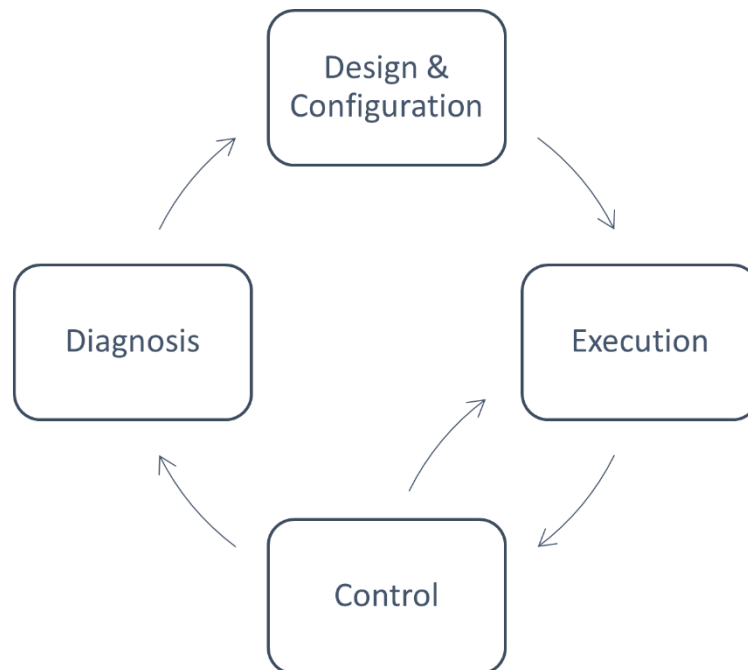 Design &
Configuration
Diagnosis
Execution
Control